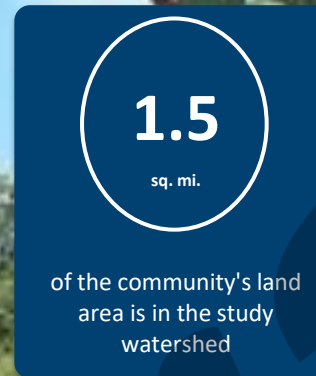 1.5
sq. mi.
of the community's land
area is in the study
watershed